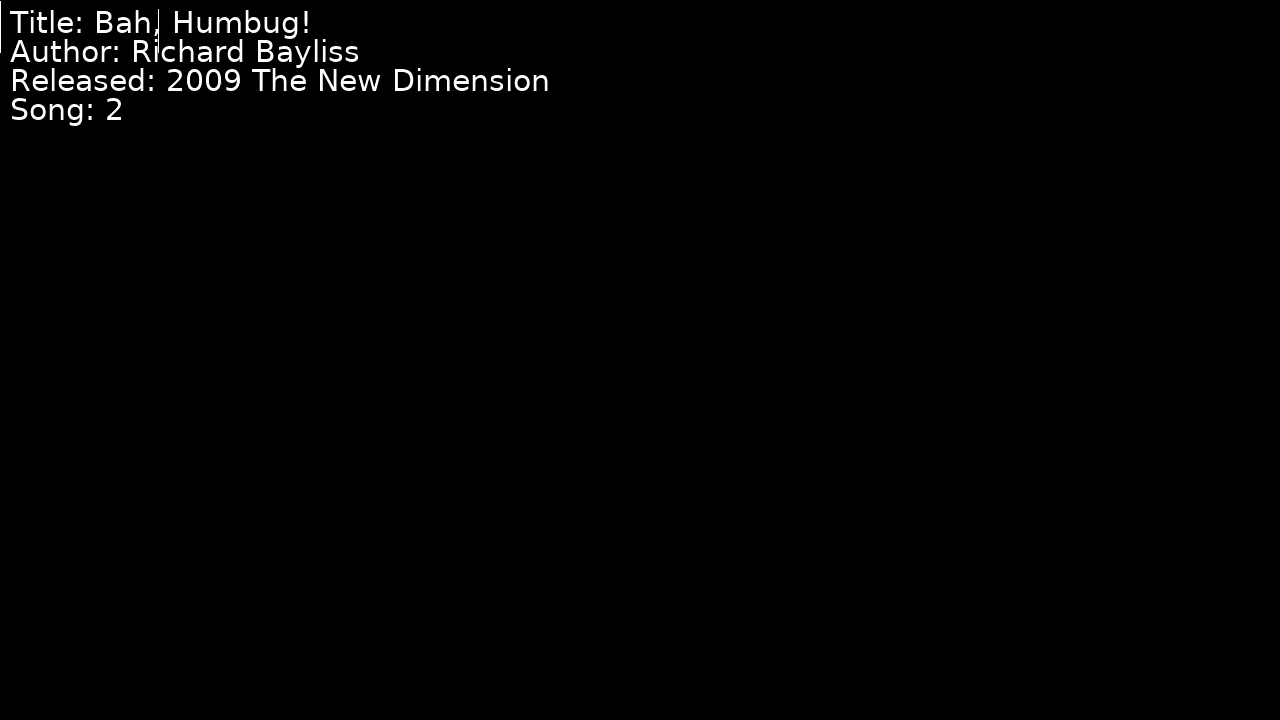 Title: Bah, Humbug!
Author: Richard Bayliss
Released: 2009 The New Dimension
Song: 2